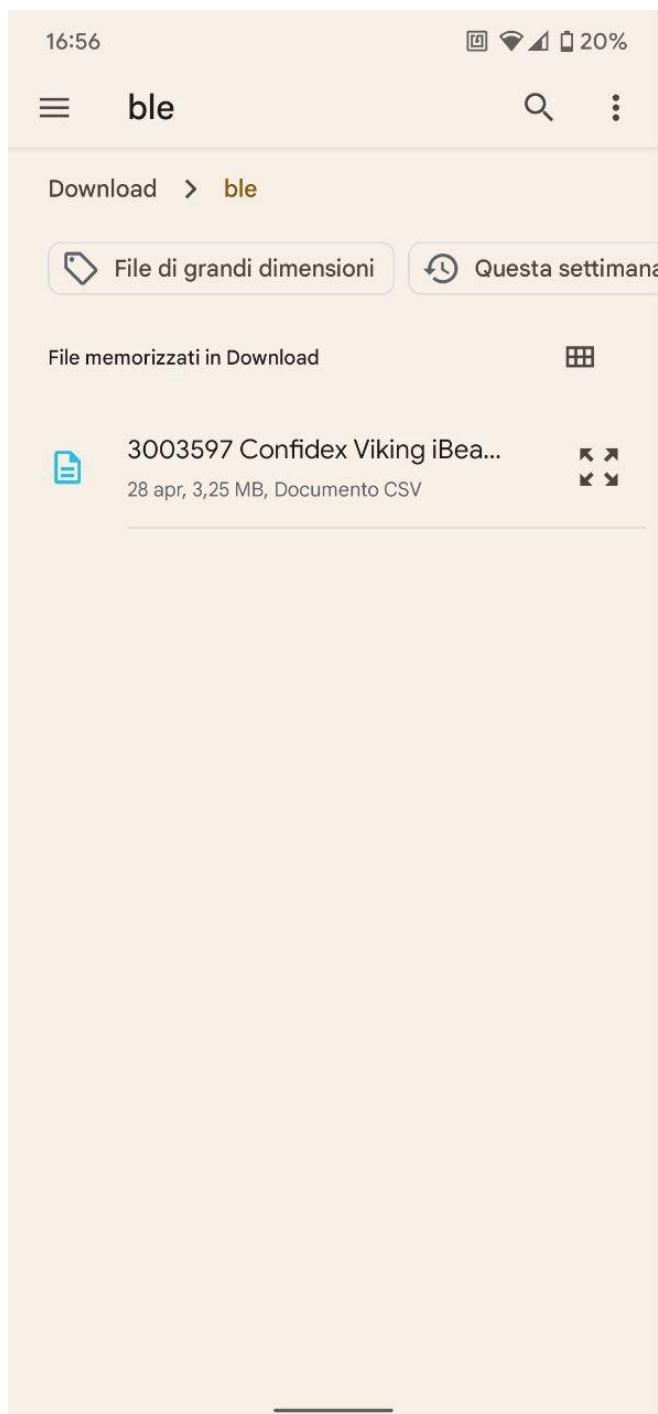 16:56 20%
ble
Download > ble
File di grandi dimensioni Questa settimana
File memorizzati in Download
3003597 Confidex Viking iBea...
28 apr, 3,25 MB, Documento CSV